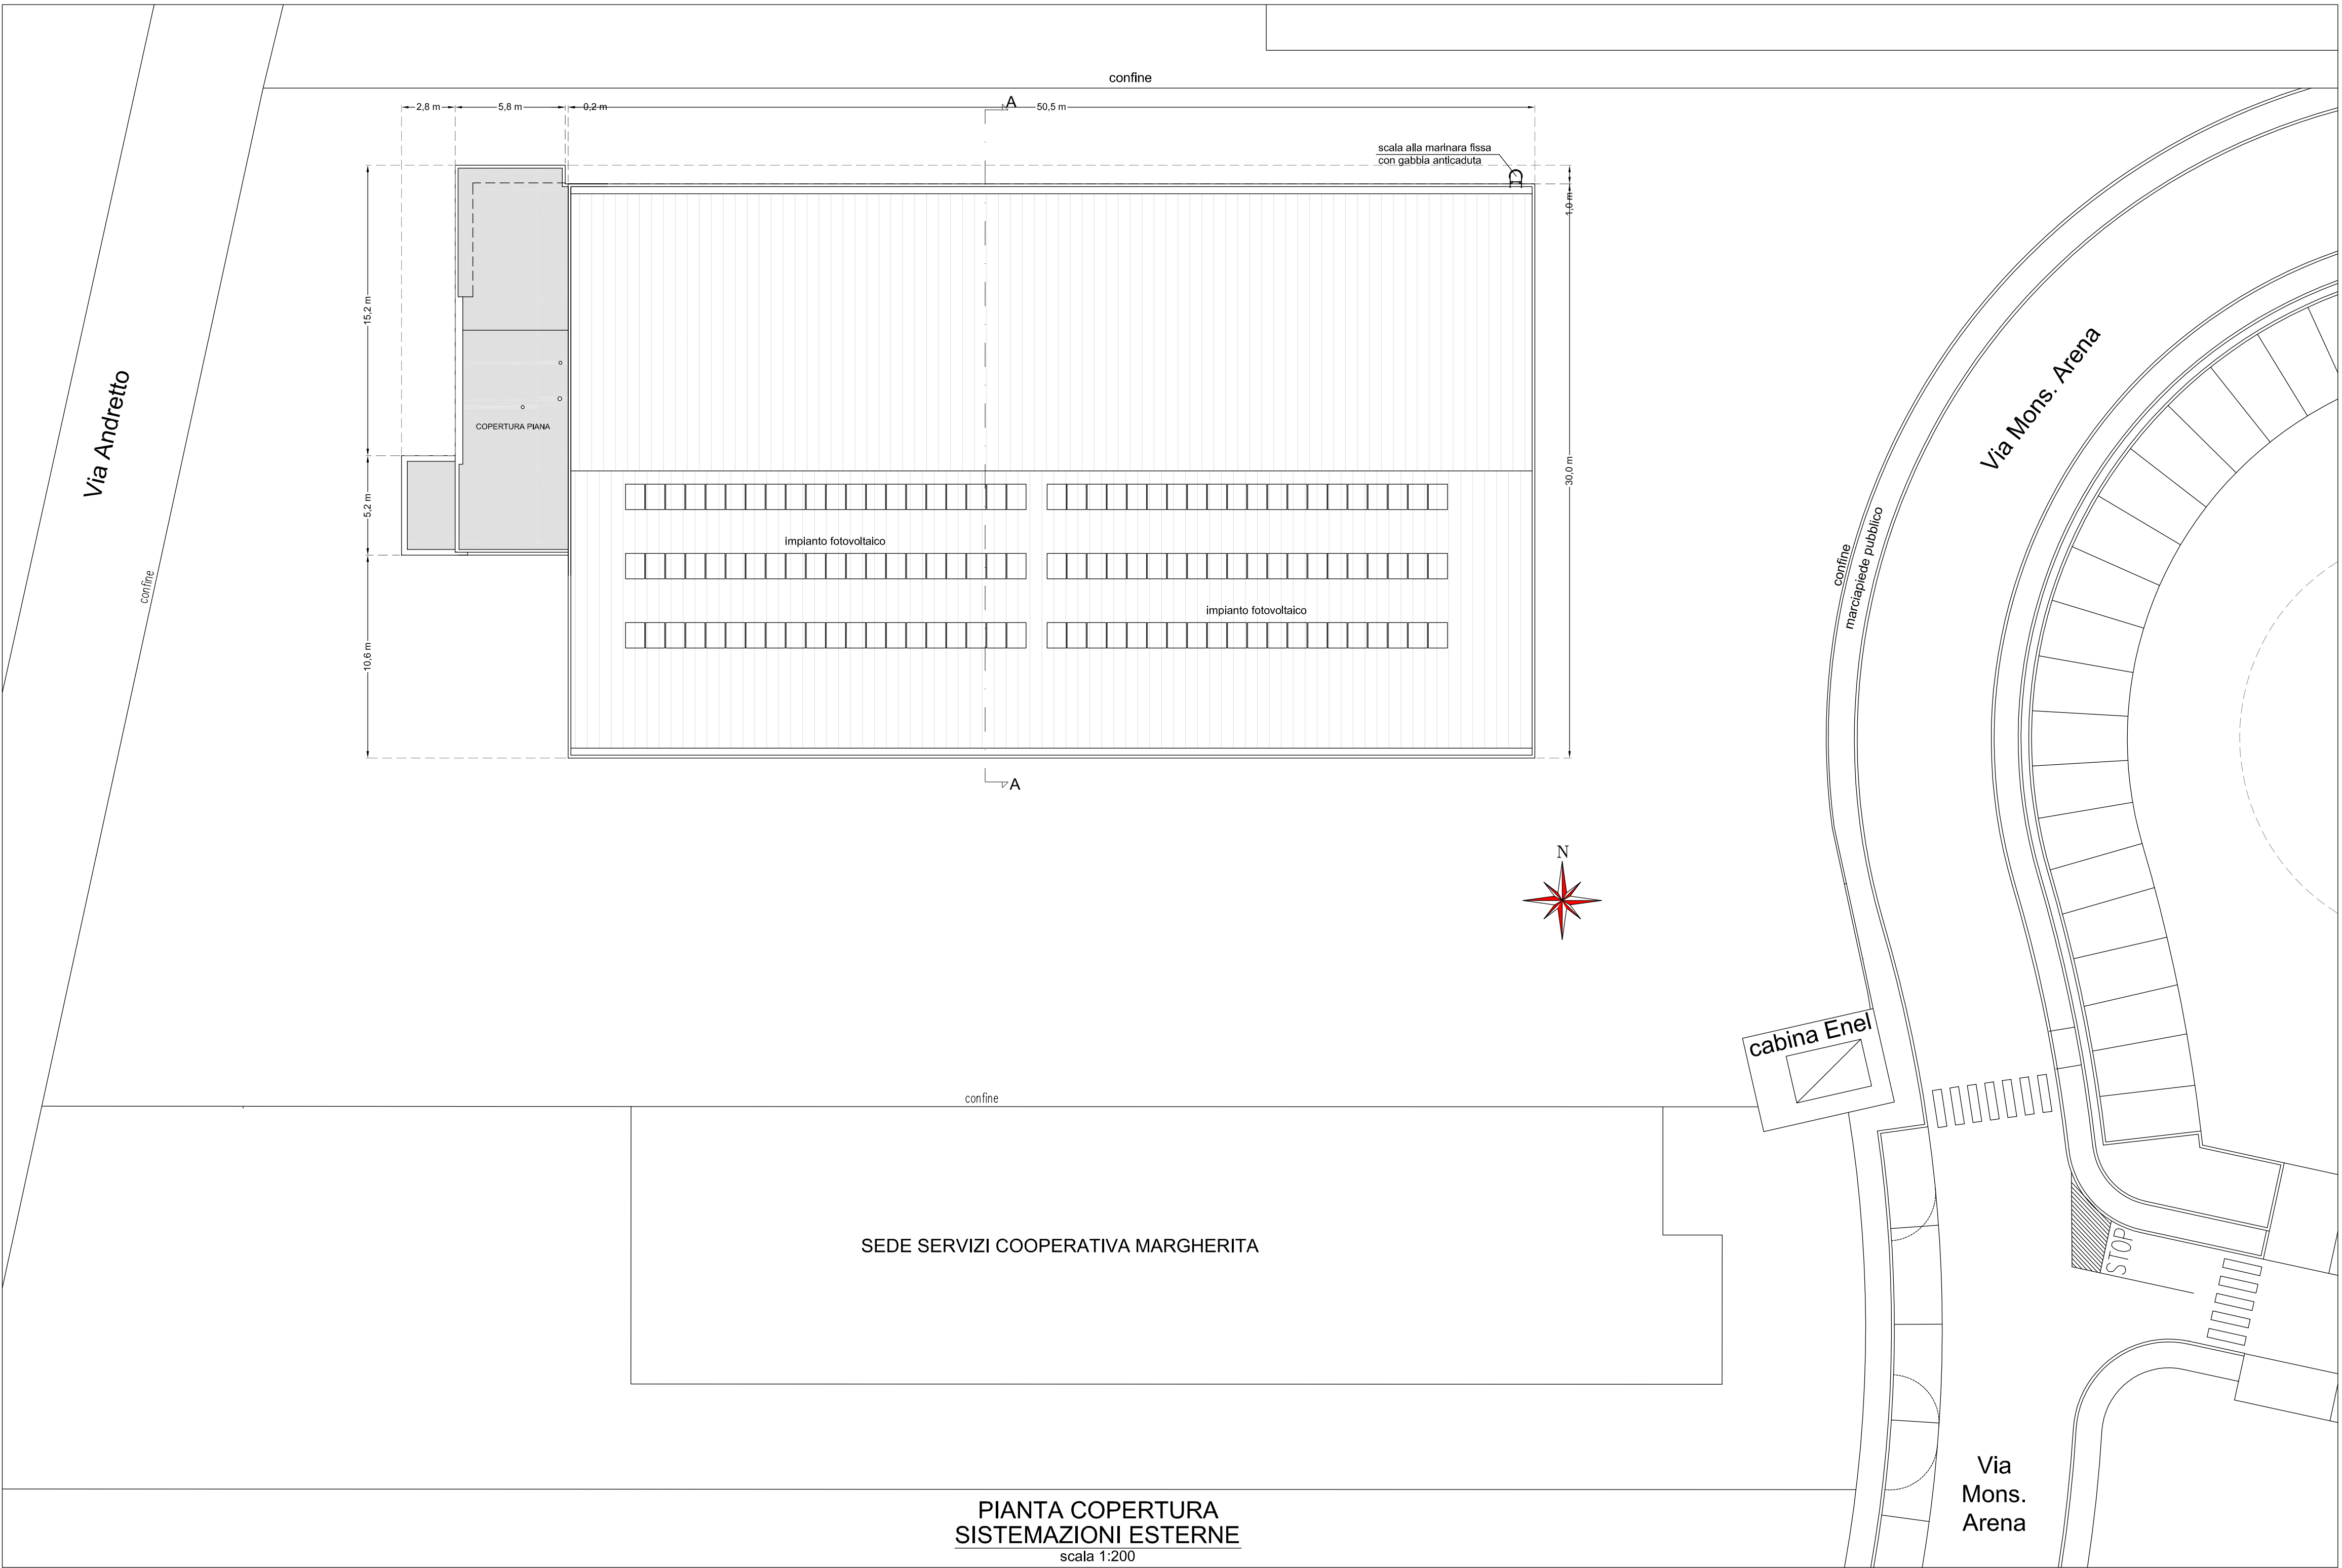 confine
2,8 m
5,8 m
0,2 m
A
50,5 m
scala alla marinara fissa
con gabbia anticaduta
1,0 m
15,2 m
Via Andretto
COPERTURA PIANA
5,2 m
confine
10,6 m
impianto fotovoltaico
impianto fotovoltaico
30,0 m
A
Via Mons. Arena
confine
marciapiede pubblico
N
cabina Enel
confine
SEDE SERVIZI COOPERATIVA MARGHERITA
STOP
Via
Mons.
Arena
PIANTA COPERTURA
SISTEMAZIONI ESTERNE
scala 1:200